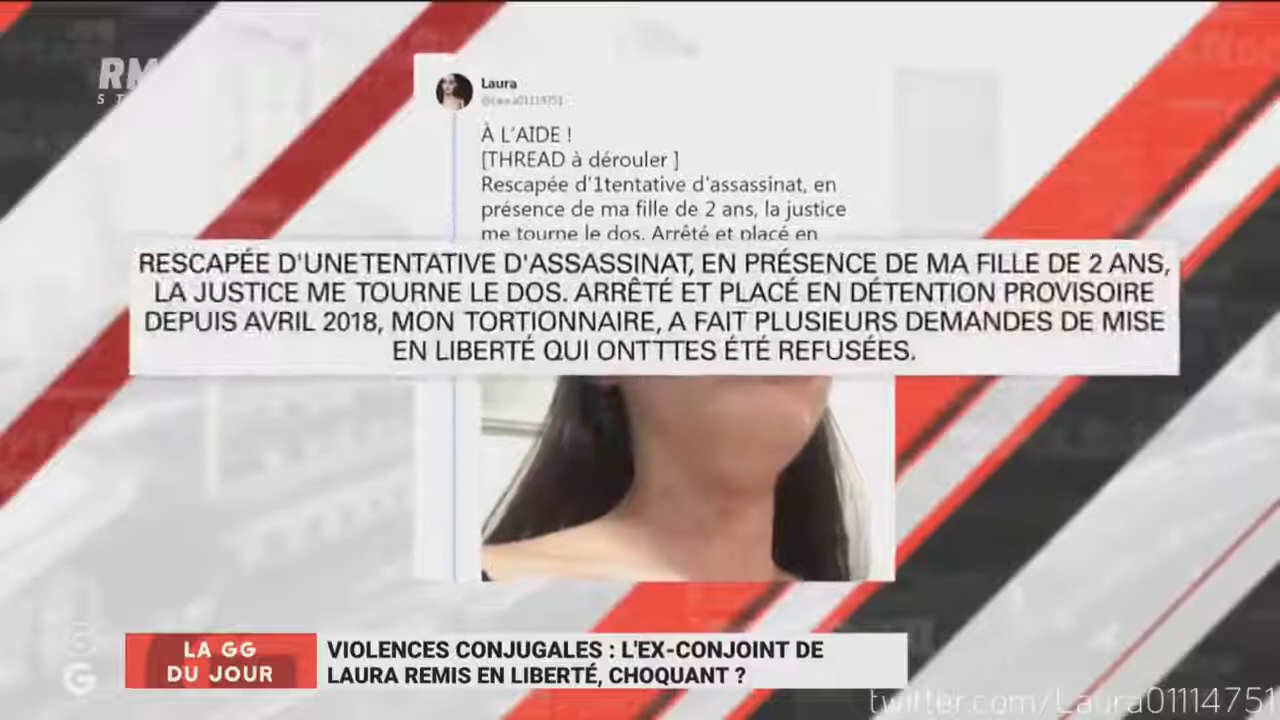 RM
ST
Laura
@Laura01114751
À L'AIDE !
[THREAD à dérouler ]
Rescapée d'1tentative d'assassinat, en
présence de ma fille de 2 ans, la justice
me tourne le dos. Arrêté et placé en
RESCAPÉE D'UNETENTATIVE D'ASSASSINAT, EN PRÉSENCE DE MA FILLE DE 2 ANS,
LA JUSTICE ME TOURNE LE DOS. ARRÊTÉ ET PLACÉ EN DÉTENTION PROVISOIRE
DEPUIS AVRIL 2018, MON TORTIONNAIRE, A FAIT PLUSIEURS DEMANDES DE MISE
EN LIBERTÉ QUI ONTTTES ÉTÉ REFUSÉES.
LA GG
DU JOUR
VIOLENCES CONJUGALES : L'EX-CONJOINT DE
LAURA REMIS EN LIBERTÉ, CHOQUANT ?
G
twitter.com/Laura01114751